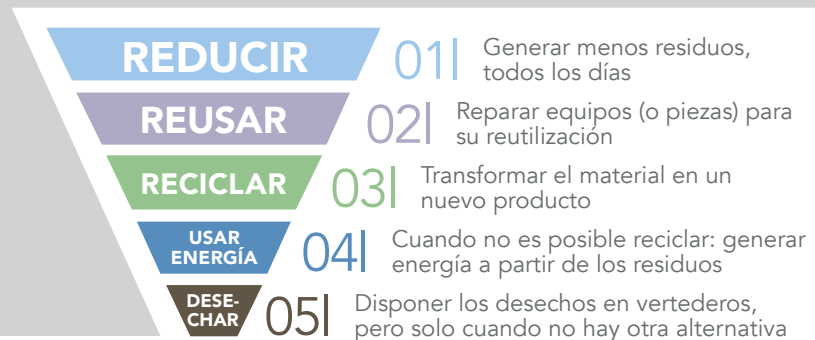 REDUCIR
01
Generar menos residuos,
todos los días
REUSAR
02
Reparar equipos (o piezas) para
su reutilización
RECICLAR
03
Transformar el material en un
nuevo producto
USAR
ENERGÍA
04
Cuando no es posible reciclar: generar
energía a partir de los residuos
DESE-
CHAR
05
Disponer los desechos en vertederos,
pero solo cuando no hay otra alternativa